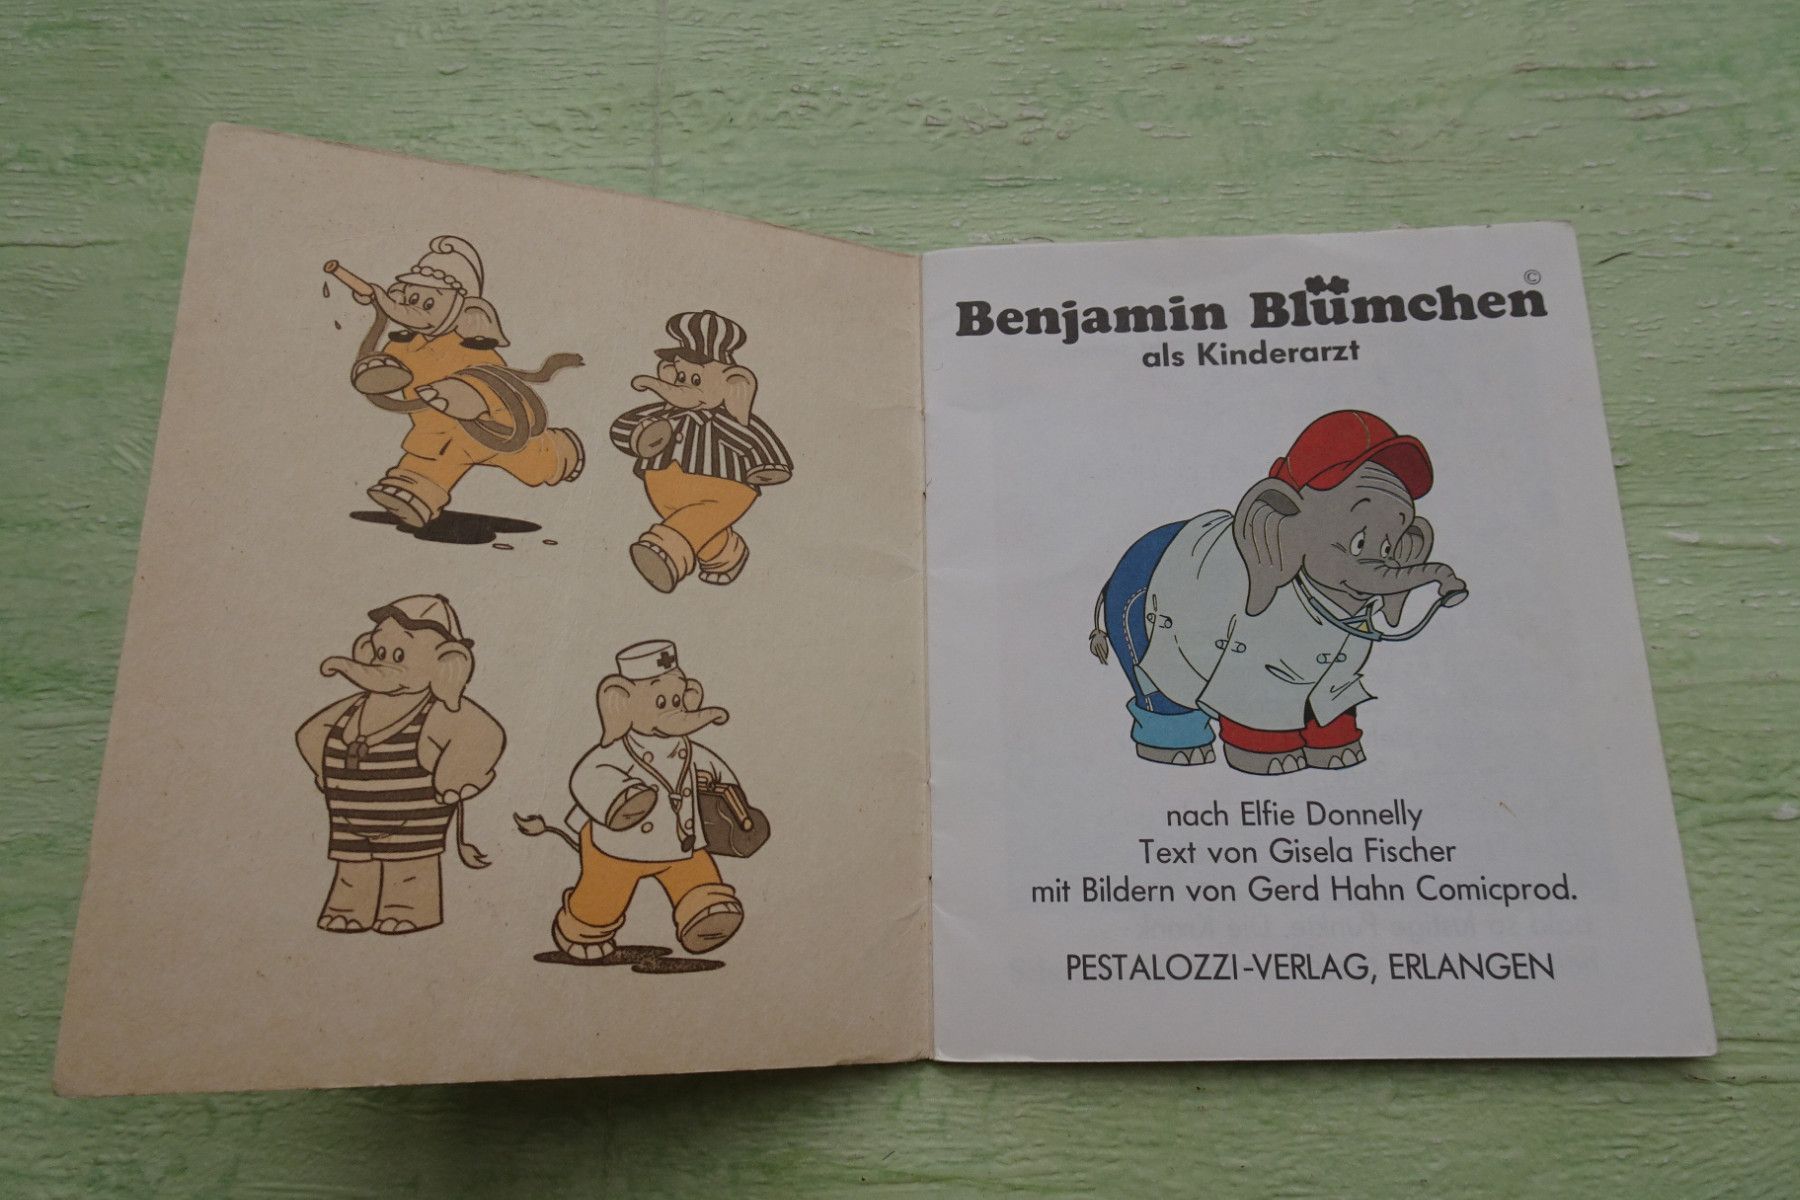 Benjamin Blümchen ©
als Kinderarzt
nach Elfie Donnelly
Text von Gisela Fischer
mit Bildern von Gerd Hahn Comicprod.
PESTALOZZI-VERLAG, ERLANGEN